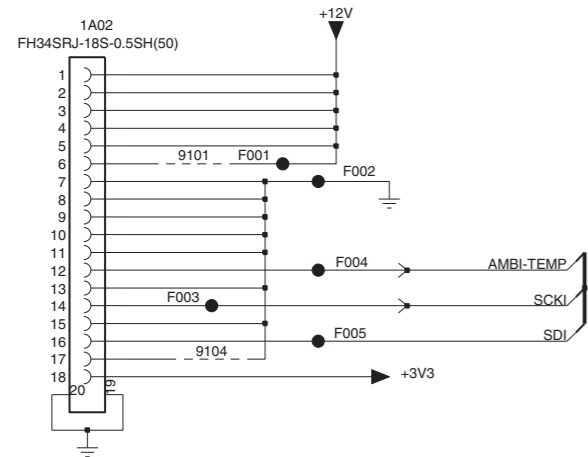 +12V
1A02
FH34SRJ-18S-0.5SH(50)
1
2
3
4
5
6 9101 F001
7 F002
8
9
10
11
12 F004 AMBI-TEMP
13
14 F003 SCKI
15
16 F005 SDI
17 9104
18 +3V3
20 19